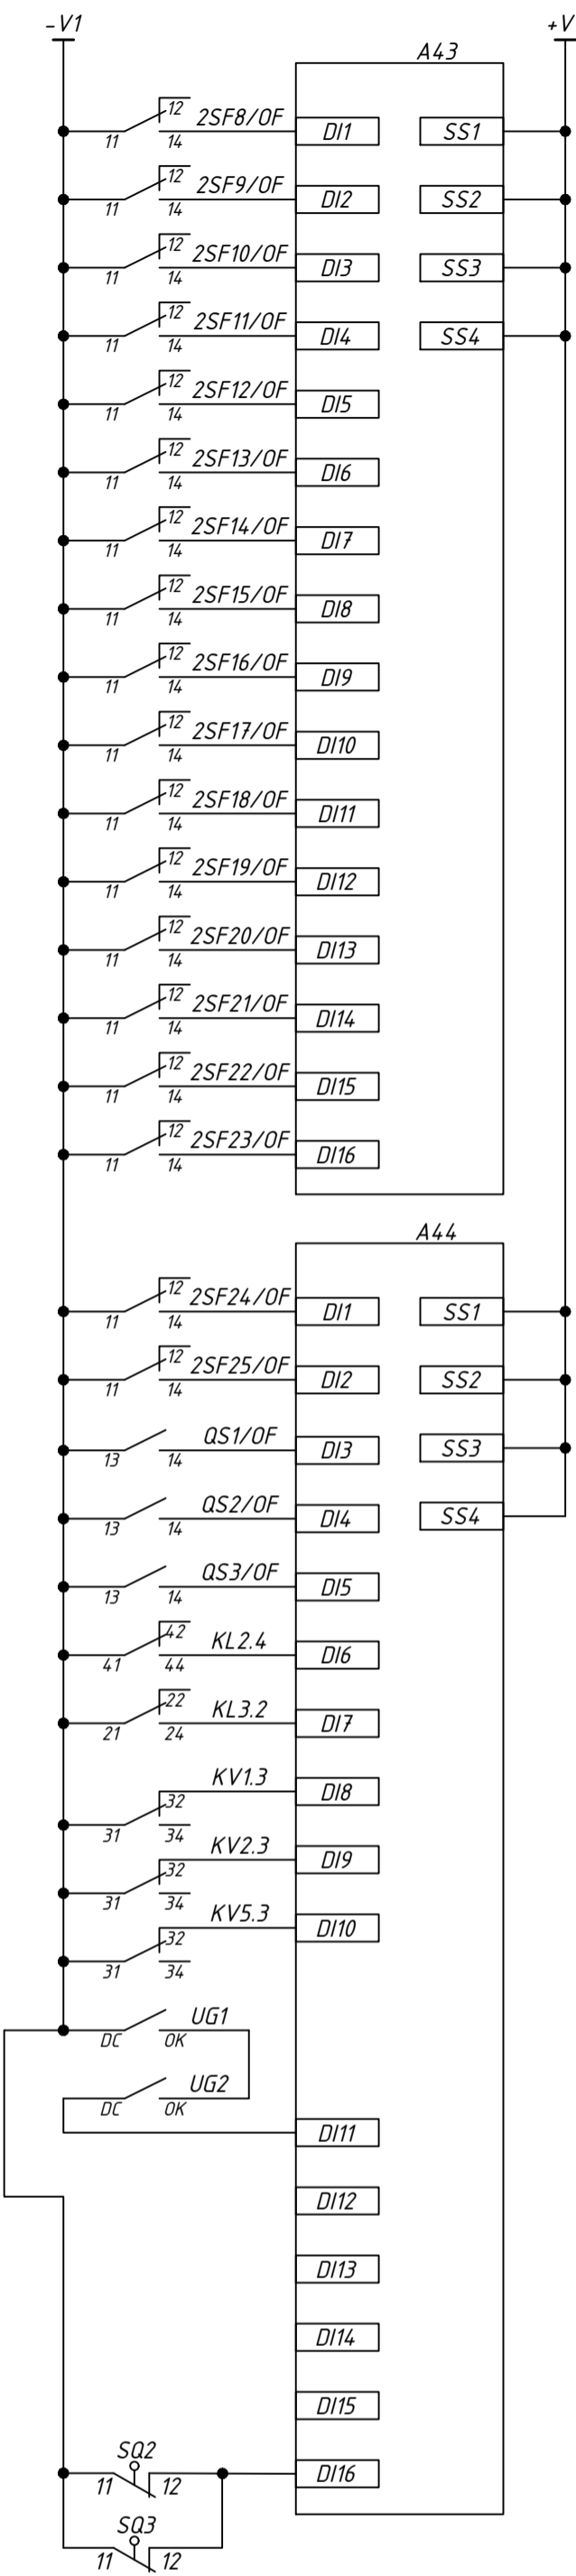 -V1 +V
A43
12 2SF8/OF DI1 SS1
11 14
12 2SF9/OF DI2 SS2
11 14
12 2SF10/OF DI3 SS3
11 14
12 2SF11/OF DI4 SS4
11 14
12 2SF12/OF DI5
11 14
12 2SF13/OF DI6
11 14
12 2SF14/OF DI7
11 14
12 2SF15/OF DI8
11 14
12 2SF16/OF DI9
11 14
12 2SF17/OF DI10
11 14
12 2SF18/OF DI11
11 14
12 2SF19/OF DI12
11 14
12 2SF20/OF DI13
11 14
12 2SF21/OF DI14
11 14
12 2SF22/OF DI15
11 14
12 2SF23/OF DI16
11 14
A44
12 2SF24/OF DI1 SS1
11 14
12 2SF25/OF DI2 SS2
11 14
QS1/OF DI3 SS3
13 14
QS2/OF DI4 SS4
13 14
QS3/OF DI5
13 14
42 KL2.4 DI6
41 44
22 KL3.2 DI7
21 24
KV1.3 DI8
32
31 34
KV2.3 DI9
32
31 34
KV5.3 DI10
32
31 34
UG1
DC OK
UG2
DC OK
DI11
DI12
DI13
DI14
DI15
SQ2
11 12 DI16
SQ3
11 12